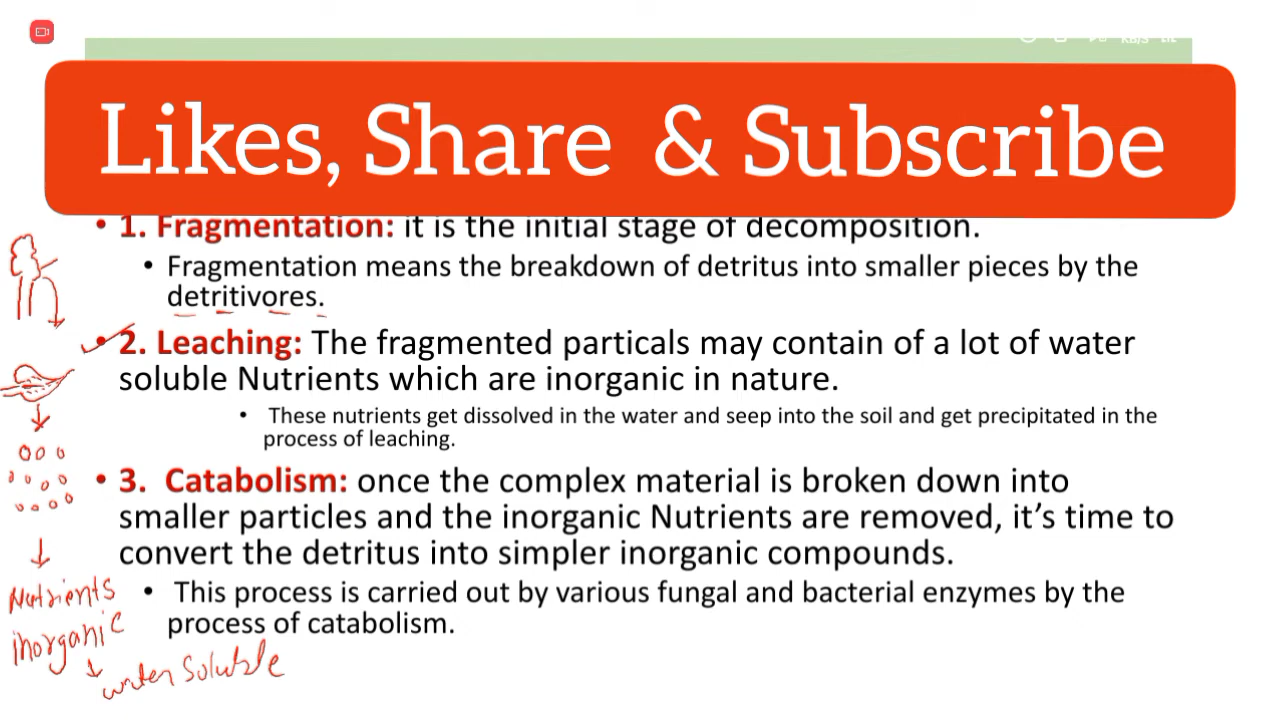 Likes, Share & Subscribe
• 1. Fragmentation: it is the initial stage of decomposition.
• Fragmentation means the breakdown of detritus into smaller pieces by the
detritivores.
• 2. Leaching: The fragmented particals may contain of a lot of water
soluble Nutrients which are inorganic in nature.
• These nutrients get dissolved in the water and seep into the soil and get precipitated in the
process of leaching.
• 3. Catabolism: once the complex material is broken down into
smaller particles and the inorganic Nutrients are removed, it's time to
convert the detritus into simpler inorganic compounds.
• This process is carried out by various fungal and bacterial enzymes by the
process of catabolism.
Nutrients
inorganic
water soluble